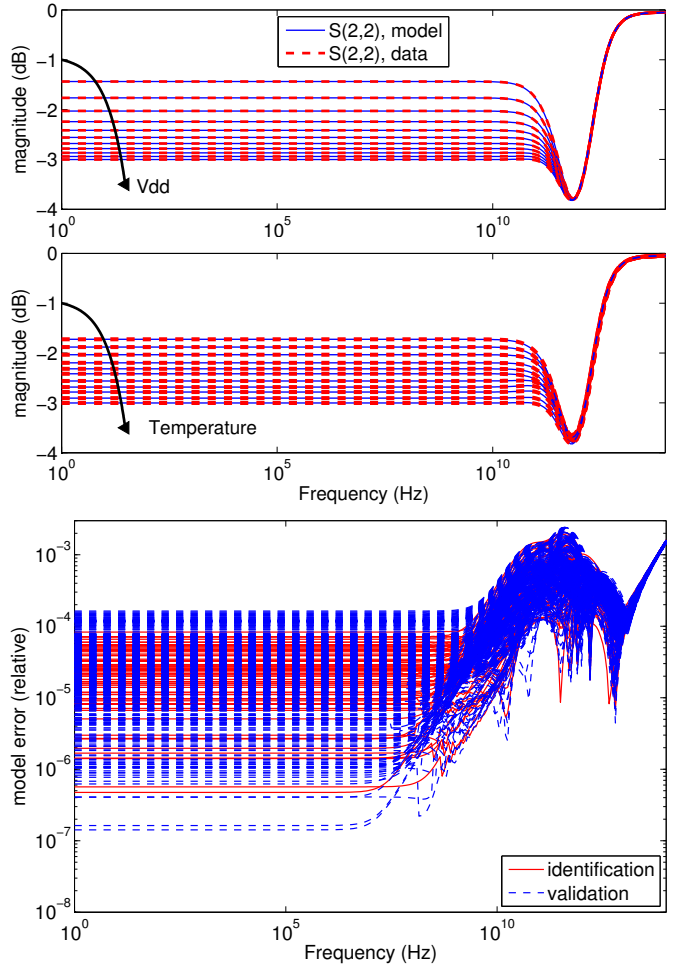 0
S(2,2), model
S(2,2), data
−1
−2
−3
−4
magnitude (dB)
Vdd
10^0
10^5
10^10
0
−1
−2
−3
−4
magnitude (dB)
Temperature
10^0
10^5
10^10
Frequency (Hz)
10^−3
10^−4
10^−5
10^−6
10^−7
10^−8
model error (relative)
identification
validation
10^0
10^5
10^10
Frequency (Hz)